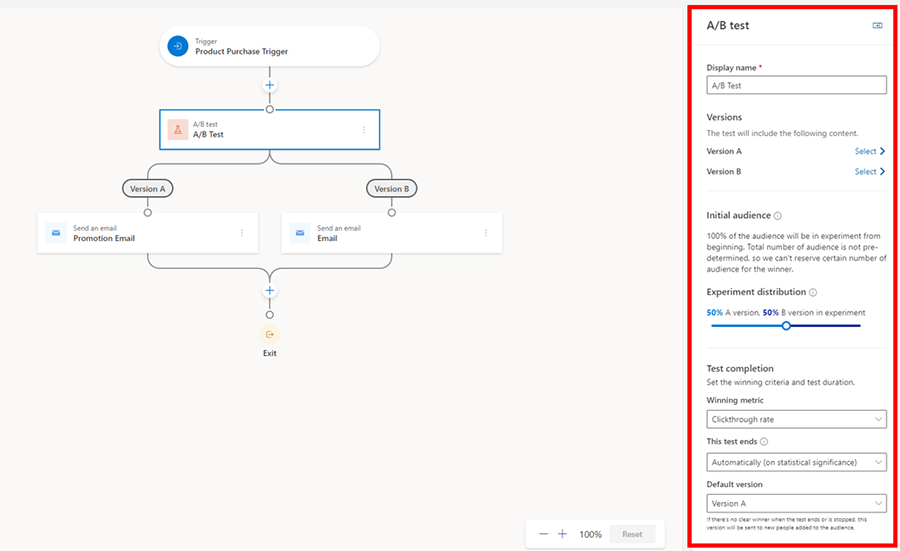 Trigger
Product Purchase Trigger
A/B test
A/B Test
Version A
Version B
Send an email
Promotion Email
Send an email
Email
Exit
100%
Reset
A/B test
Display name *
A/B Test
Versions
The test will include the following content.
Version A Select
Version B Select
Initial audience
100% of the audience will be in experiment from
beginning. Total number of audience is not pre-
determined, so we can't reserve certain number of
audience for the winner.
Experiment distribution
50% A version, 50% B version in experiment
Test completion
Set the winning criteria and test duration.
Winning metric
Clickthrough rate
This test ends
Automatically (on statistical significance)
Default version
Version A
If there's no clear winner when the test ends or is stopped, this
version will be sent to new people added to the audience.